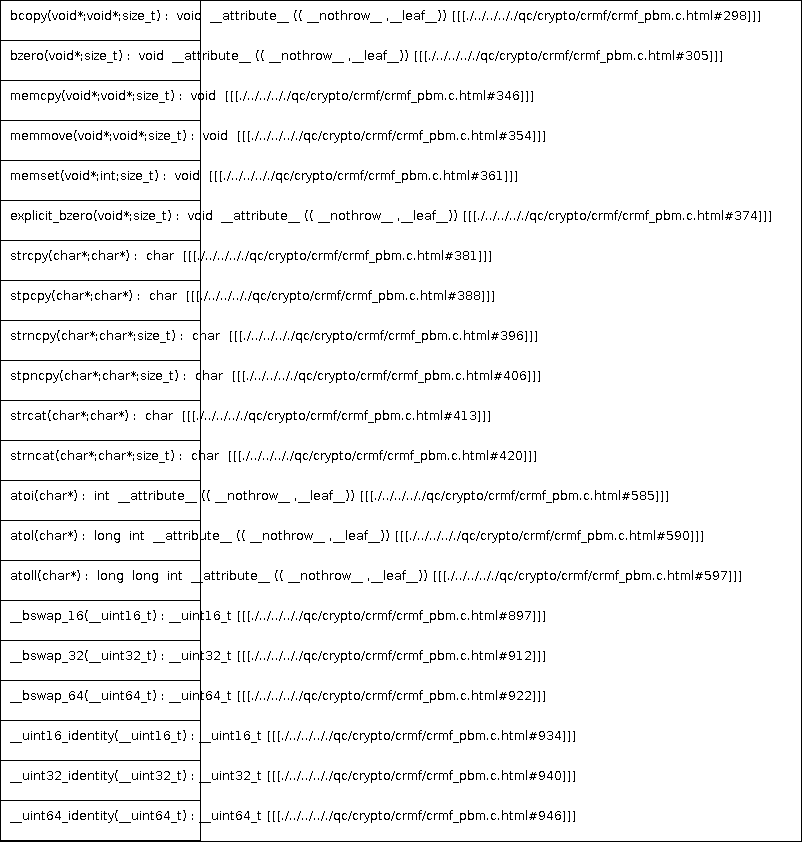 bcopy(void*;void*;size_t) : void __attribute__ (( __nothrow__ ,__leaf__)) [[[./../../../../qc/crypto/crmf/crmf_pbm.c.html#298]]]
bzero(void*;size_t) : void __attribute__ (( __nothrow__ ,__leaf__)) [[[./../../../../qc/crypto/crmf/crmf_pbm.c.html#305]]]
memcpy(void*;void*;size_t) : void [[[./../../../../qc/crypto/crmf/crmf_pbm.c.html#346]]]
memmove(void*;void*;size_t) : void [[[./../../../../qc/crypto/crmf/crmf_pbm.c.html#354]]]
memset(void*;int;size_t) : void [[[./../../../../qc/crypto/crmf/crmf_pbm.c.html#361]]]
explicit_bzero(void*;size_t) : void __attribute__ (( __nothrow__ ,__leaf__)) [[[./../../../../qc/crypto/crmf/crmf_pbm.c.html#374]]]
strcpy(char*;char*) : char [[[./../../../../qc/crypto/crmf/crmf_pbm.c.html#381]]]
stpcpy(char*;char*) : char [[[./../../../../qc/crypto/crmf/crmf_pbm.c.html#388]]]
strncpy(char*;char*;size_t) : char [[[./../../../../qc/crypto/crmf/crmf_pbm.c.html#396]]]
stpncpy(char*;char*;size_t) : char [[[./../../../../qc/crypto/crmf/crmf_pbm.c.html#406]]]
strcat(char*;char*) : char [[[./../../../../qc/crypto/crmf/crmf_pbm.c.html#413]]]
strncat(char*;char*;size_t) : char [[[./../../../../qc/crypto/crmf/crmf_pbm.c.html#420]]]
atoi(char*) : int __attribute__ (( __nothrow__ ,__leaf__)) [[[./../../../../qc/crypto/crmf/crmf_pbm.c.html#585]]]
atol(char*) : long int __attribute__ (( __nothrow__ ,__leaf__)) [[[./../../../../qc/crypto/crmf/crmf_pbm.c.html#590]]]
atoll(char*) : long long int __attribute__ (( __nothrow__ ,__leaf__)) [[[./../../../../qc/crypto/crmf/crmf_pbm.c.html#597]]]
__bswap_16(__uint16_t) : __uint16_t [[[./../../../../qc/crypto/crmf/crmf_pbm.c.html#897]]]
__bswap_32(__uint32_t) : __uint32_t [[[./../../../../qc/crypto/crmf/crmf_pbm.c.html#912]]]
__bswap_64(__uint64_t) : __uint64_t [[[./../../../../qc/crypto/crmf/crmf_pbm.c.html#922]]]
__uint16_identity(__uint16_t) : __uint16_t [[[./../../../../qc/crypto/crmf/crmf_pbm.c.html#934]]]
__uint32_identity(__uint32_t) : __uint32_t [[[./../../../../qc/crypto/crmf/crmf_pbm.c.html#940]]]
__uint64_identity(__uint64_t) : __uint64_t [[[./../../../../qc/crypto/crmf/crmf_pbm.c.html#946]]]